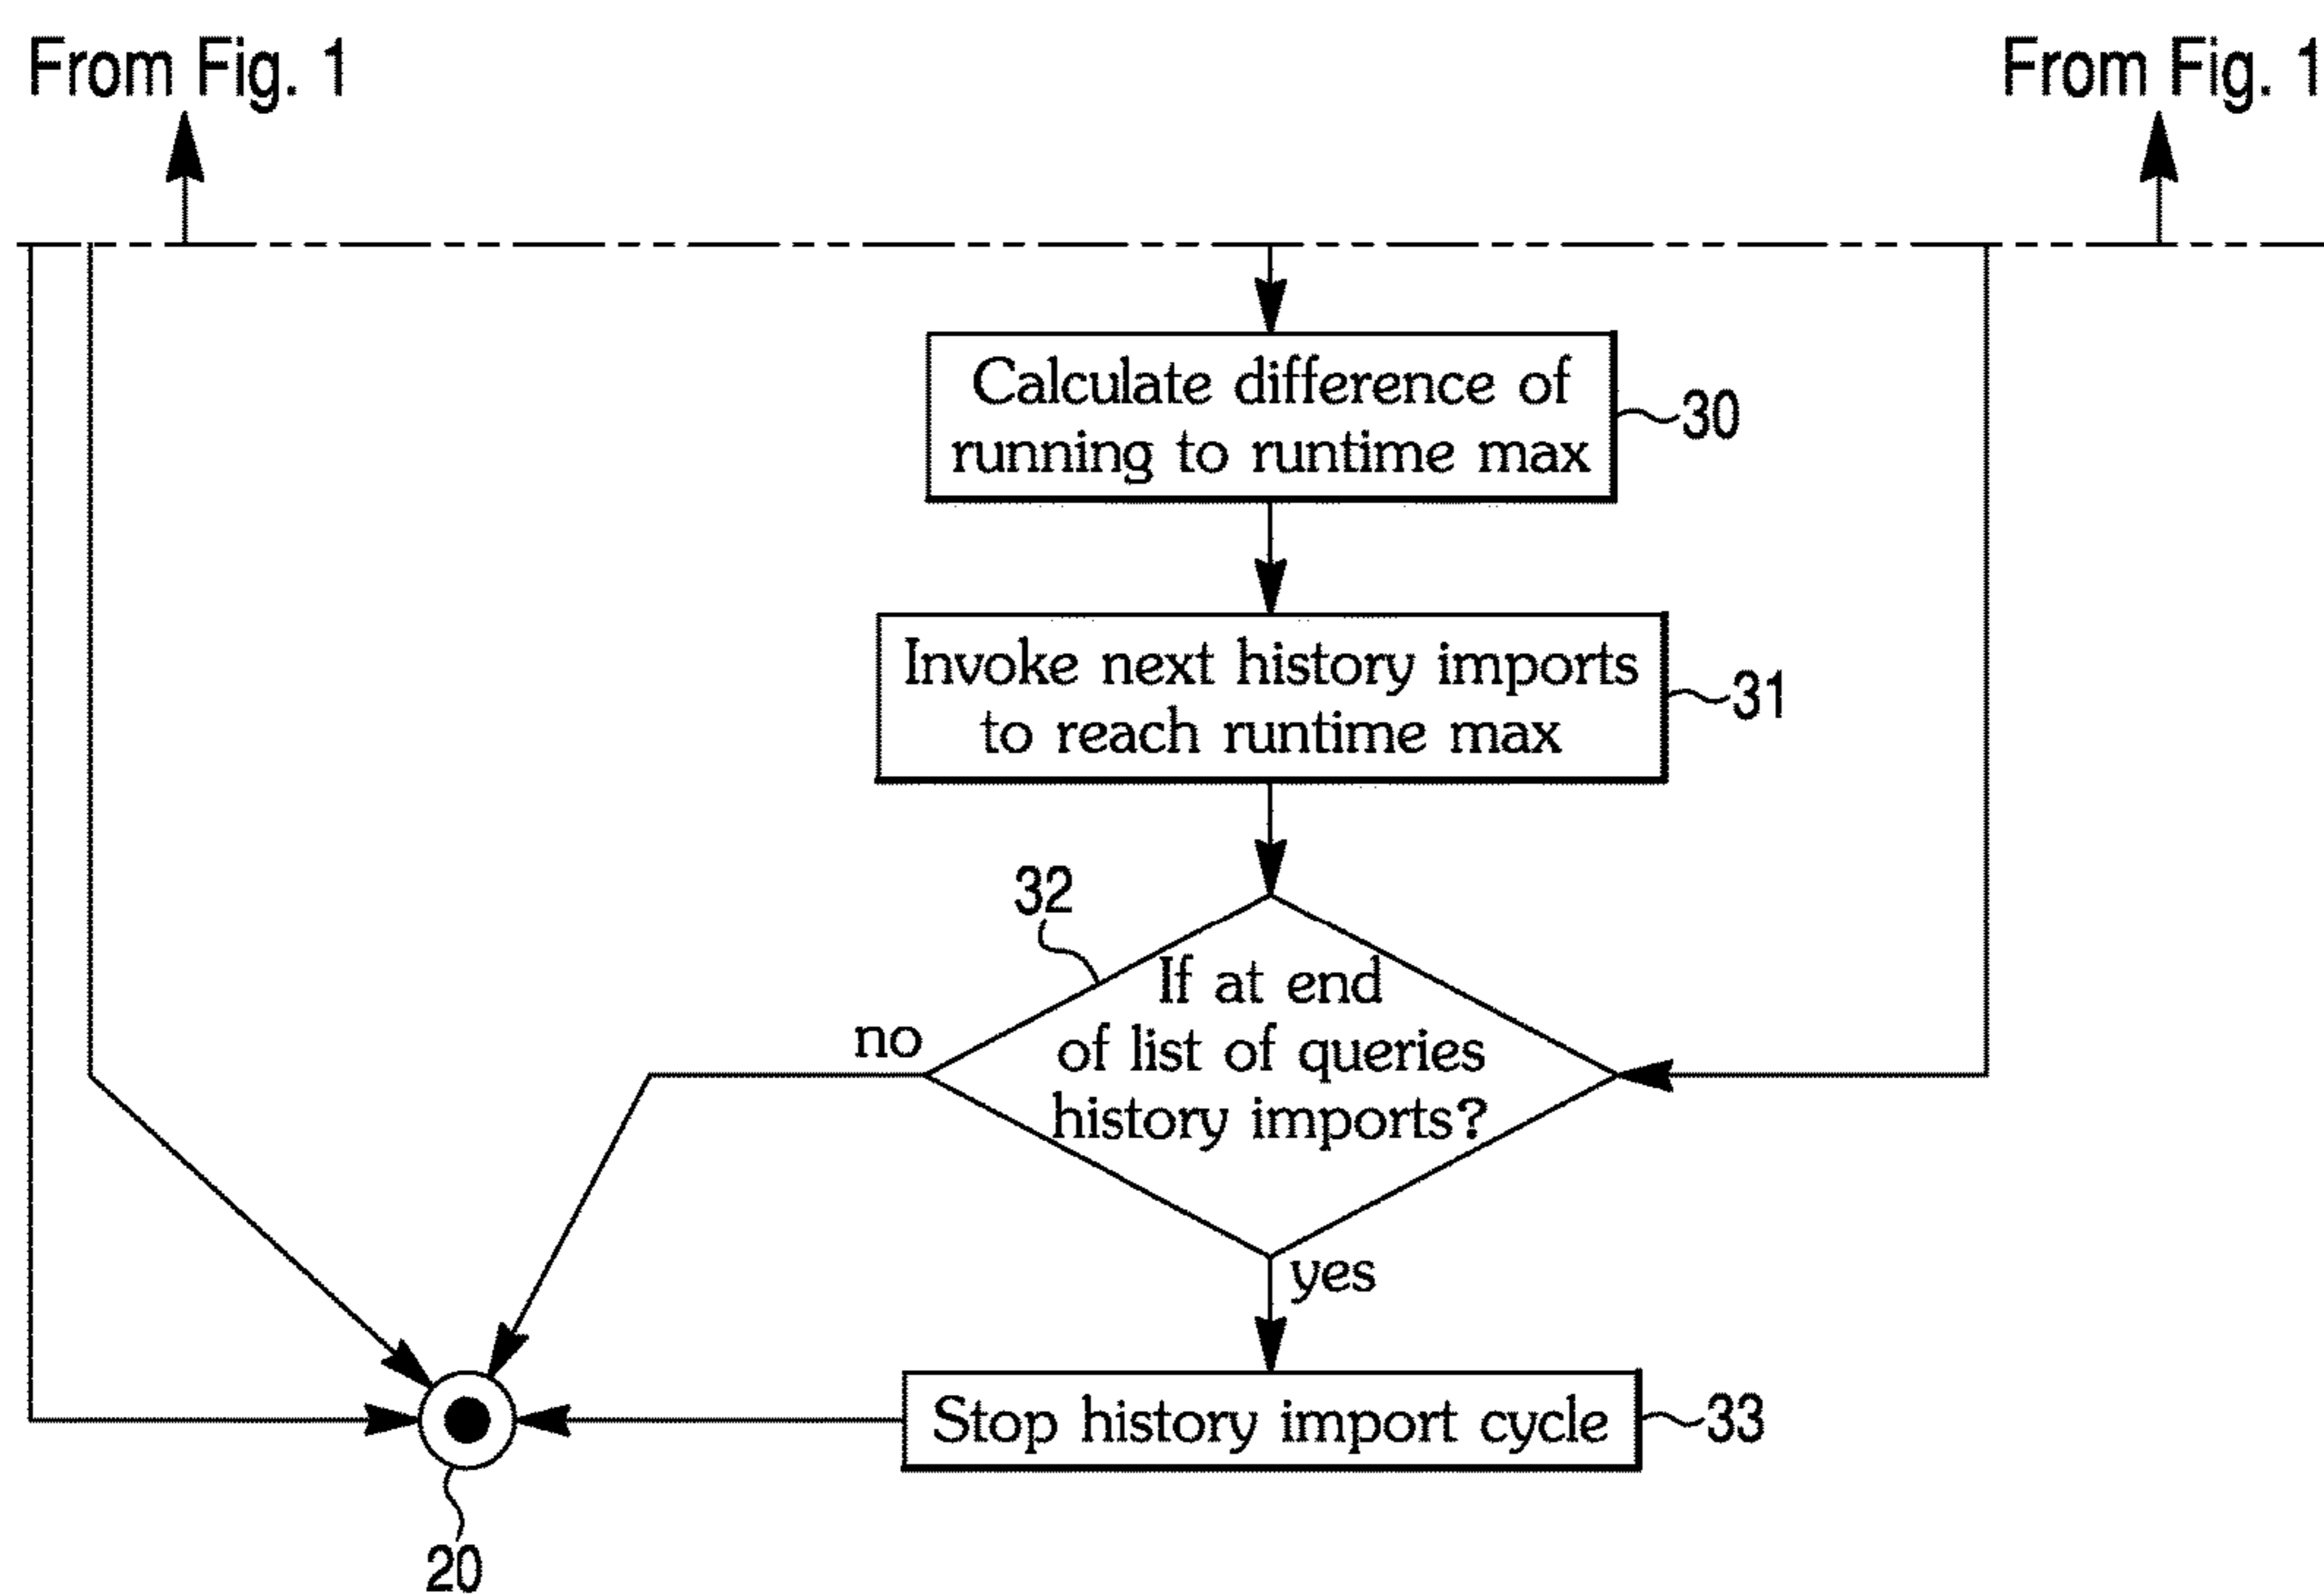 From Fig. 1
From Fig. 1
Calculate difference of
running to runtime max
30
Invoke next history imports
to reach runtime max
31
32
If at end
of list of queries
history imports?
no
yes
Stop history import cycle
33
20